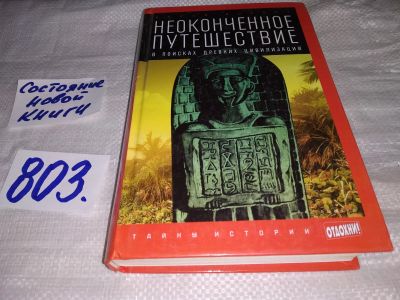 Состояние
новой
книги
803.
НЕОКОНЧЕННОЕ
ПУТЕШЕСТВИЕ
В ПОИСКАХ ДРЕВНИХ ЦИВИЛИЗАЦИЙ
ТАЙНЫ ИСТОРИИ
ОТДОХНИ!